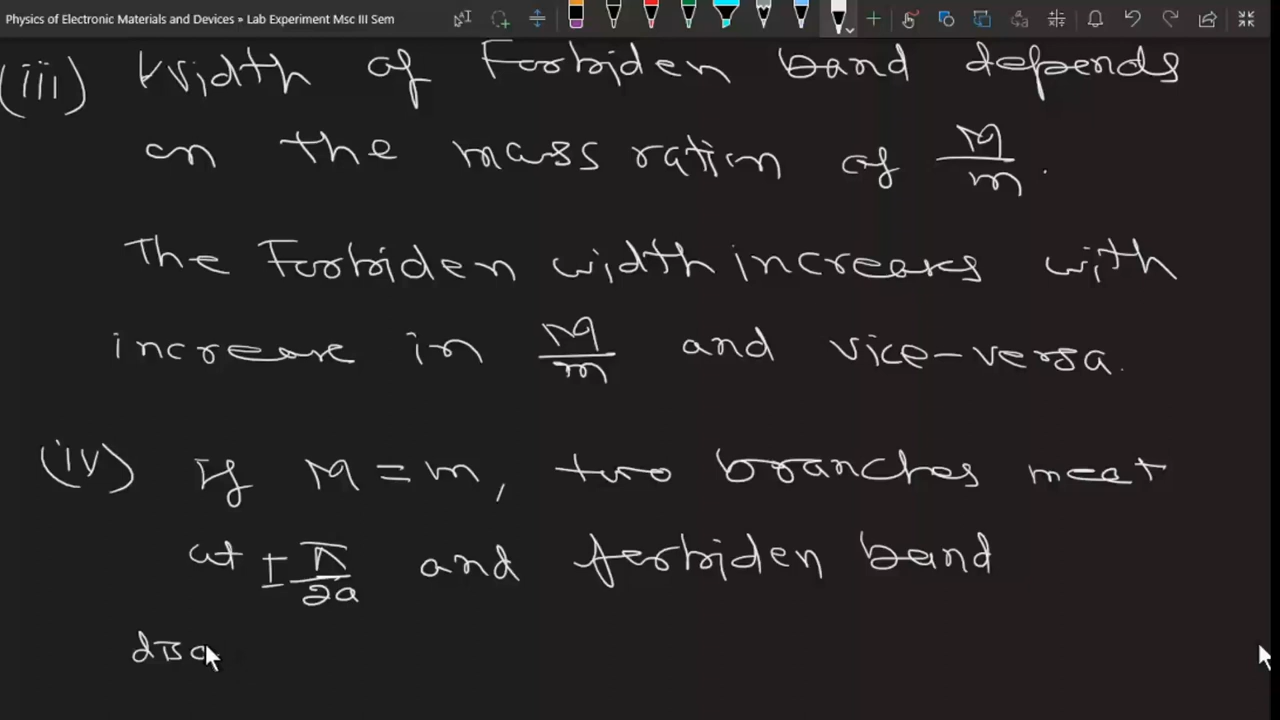 Physics of Electronic Materials and Devices » Lab Experiment Msc III Sem
(iii) Width of Forbiden band depends
on the mass ration of M/m.
The Forbiden width increases with
increase in M/m and vice-versa.
(iv) If M = m, two branches meet
at ± π/2a and forbiden band
disa